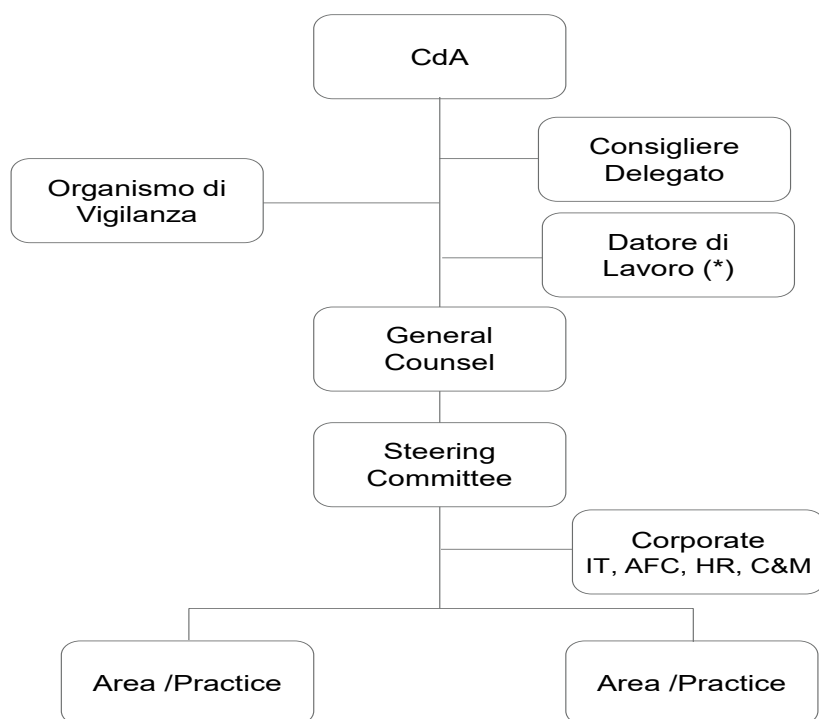 CdA
Consigliere
Delegato
Organismo di
Vigilanza
Datore di
Lavoro (*)
General
Counsel
Steering
Committee
Corporate
IT, AFC, HR, C&M
Area /Practice
Area /Practice